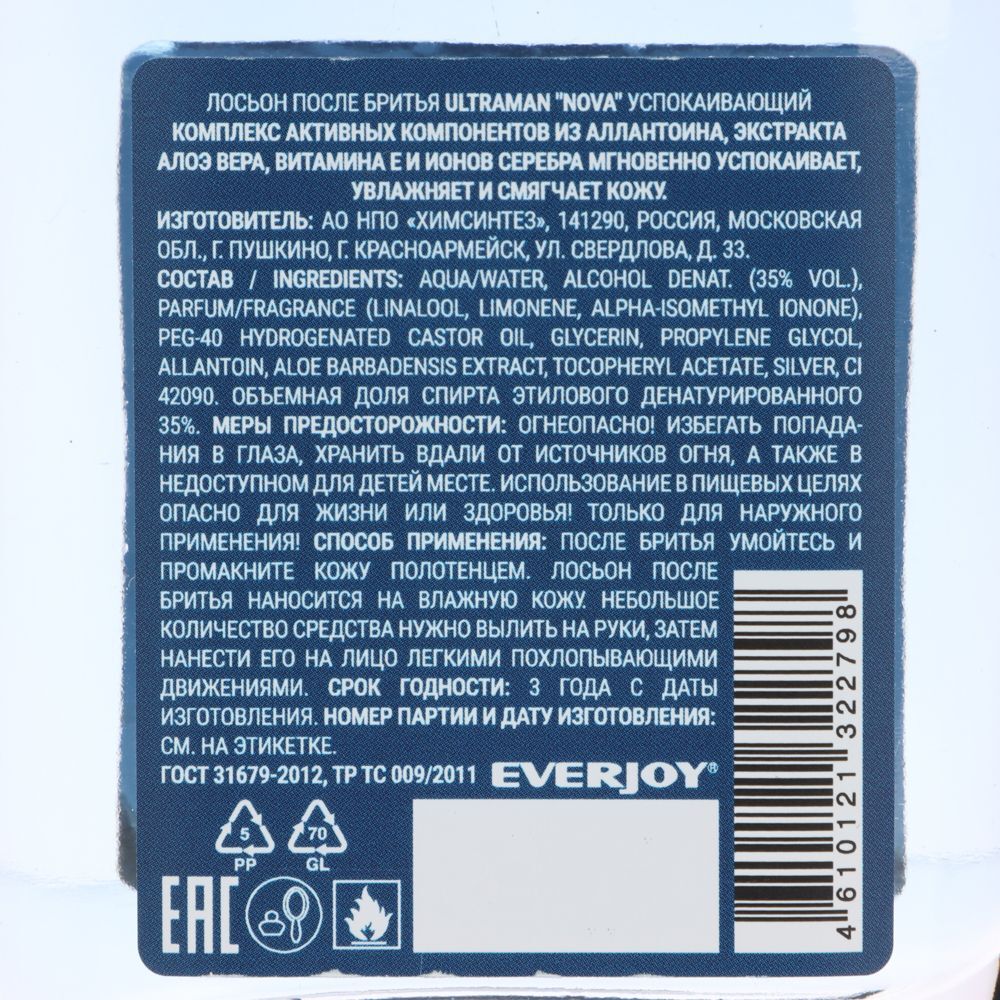 ЛОСЬОН ПОСЛЕ БРИТЬЯ ULTRAMAN "NOVA" УСПОКАИВАЮЩИЙ
КОМПЛЕКС АКТИВНЫХ КОМПОНЕНТОВ ИЗ АЛЛАНТОИНА, ЭКСТРАКТА
АЛОЭ ВЕРА, ВИТАМИНА Е И ИОНОВ СЕРЕБРА МГНОВЕННО УСПОКАИВАЕТ,
УВЛАЖНЯЕТ И СМЯГЧАЕТ КОЖУ.
ИЗГОТОВИТЕЛЬ: АО НПО «ХИМСИНТЕЗ», 141290, РОССИЯ, МОСКОВСКАЯ
ОБЛ., Г. ПУШКИНО, Г. КРАСНОАРМЕЙСК, УЛ. СВЕРДЛОВА, Д. 33.
СОСТАВ / INGREDIENTS: AQUA/WATER, ALCOHOL DENAT. (35% VOL.),
PARFUM/FRAGRANCE (LINALOOL, LIMONENE, ALPHA-ISOMETHYL IONONE),
PEG-40 HYDROGENATED CASTOR OIL, GLYCERIN, PROPYLENE GLYCOL,
ALLANTOIN, ALOE BARBADENSIS EXTRACT, TOCOPHERYL ACETATE, SILVER, CI
42090. ОБЪЕМНАЯ ДОЛЯ СПИРТА ЭТИЛОВОГО ДЕНАТУРИРОВАННОГО
35%. МЕРЫ ПРЕДОСТОРОЖНОСТИ: ОГНЕОПАСНО! ИЗБЕГАТЬ ПОПАДА-
НИЯ В ГЛАЗА, ХРАНИТЬ ВДАЛИ ОТ ИСТОЧНИКОВ ОГНЯ, А ТАКЖЕ В
НЕДОСТУПНОМ ДЛЯ ДЕТЕЙ МЕСТЕ. ИСПОЛЬЗОВАНИЕ В ПИЩЕВЫХ ЦЕЛЯХ
ОПАСНО ДЛЯ ЖИЗНИ ИЛИ ЗДОРОВЬЯ! ТОЛЬКО ДЛЯ НАРУЖНОГО
ПРИМЕНЕНИЯ! СПОСОБ ПРИМЕНЕНИЯ: ПОСЛЕ БРИТЬЯ УМОЙТЕСЬ И
ПРОМАКНИТЕ КОЖУ ПОЛОТЕНЦЕМ. ЛОСЬОН ПОСЛЕ
БРИТЬЯ НАНОСИТСЯ НА ВЛАЖНУЮ КОЖУ. НЕБОЛЬШОЕ
КОЛИЧЕСТВО СРЕДСТВА НУЖНО ВЫЛИТЬ НА РУКИ, ЗАТЕМ
НАНЕСТИ ЕГО НА ЛИЦО ЛЕГКИМИ ПОХЛОПЫВАЮЩИМИ
ДВИЖЕНИЯМИ. СРОК ГОДНОСТИ: 3 ГОДА С ДАТЫ
ИЗГОТОВЛЕНИЯ. НОМЕР ПАРТИИ И ДАТУ ИЗГОТОВЛЕНИЯ:
СМ. НА ЭТИКЕТКЕ.
ГОСТ 31679-2012, ТР ТС 009/2011 EVERJOY®
5 70
PP GL
EAC
4 610121 322798